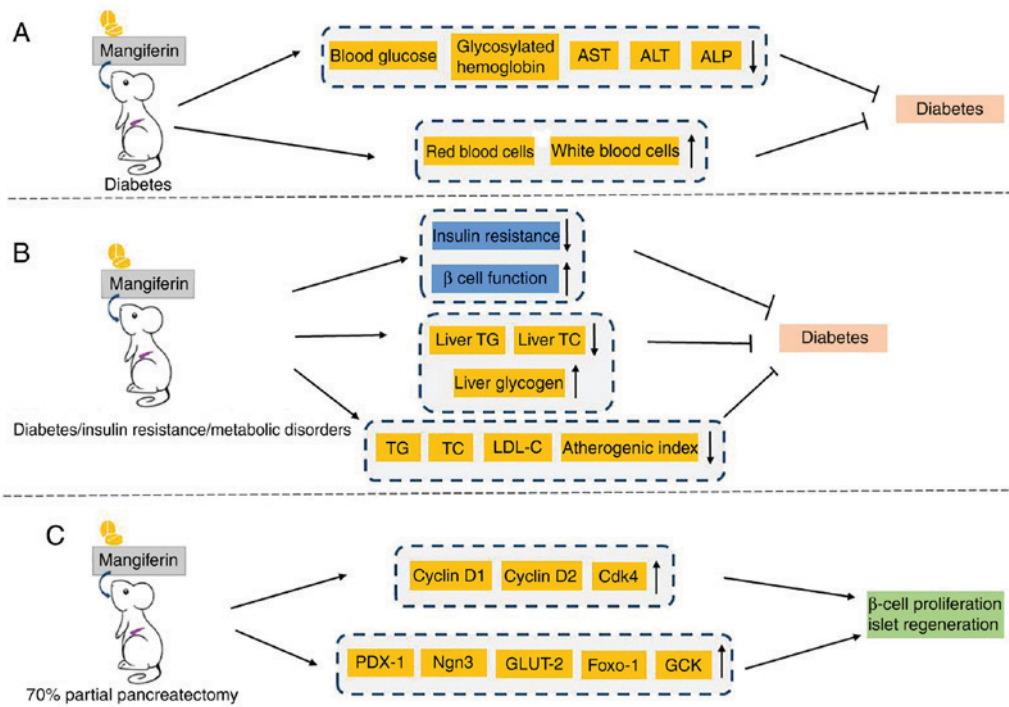 A
Mangiferin
Diabetes
Blood glucose
Glycosylated
hemoglobin
AST
ALT
ALP
Red blood cells
White blood cells
Diabetes
B
Mangiferin
Diabetes/insulin resistance/metabolic disorders
Insulin resistance
β cell function
Liver TG
Liver TC
Liver glycogen
TG
TC
LDL-C
Atherogenic index
Diabetes
C
Mangiferin
70% partial pancreatectomy
Cyclin D1
Cyclin D2
Cdk4
PDX-1
Ngn3
GLUT-2
Foxo-1
GCK
β-cell proliferation
islet regeneration